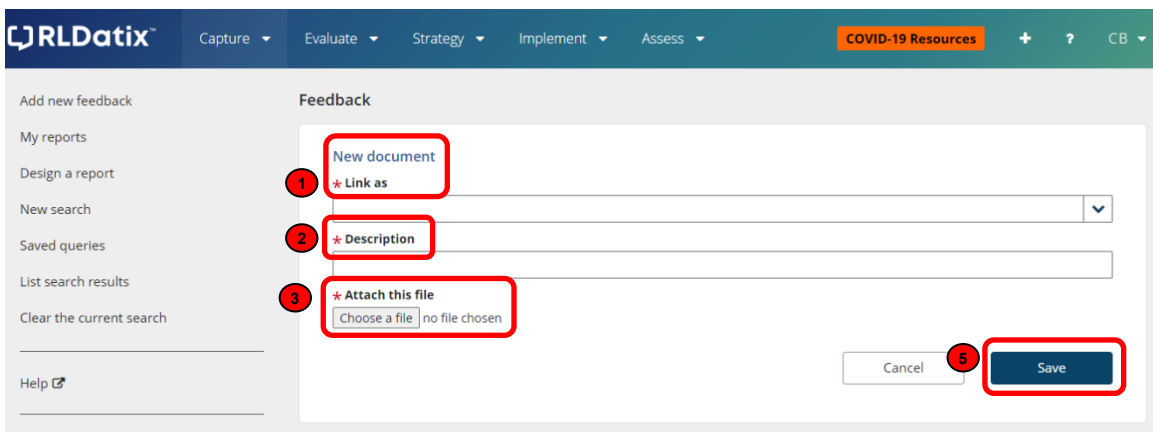 RLDatix™ Capture Evaluate Strategy Implement Assess COVID-19 Resources + ? CB
Add new feedback
My reports
Design a report
New search
Saved queries
List search results
Clear the current search
Help
Feedback
New document
1 * Link as
2 * Description
3 * Attach this file
Choose a file no file chosen
Cancel 5 Save